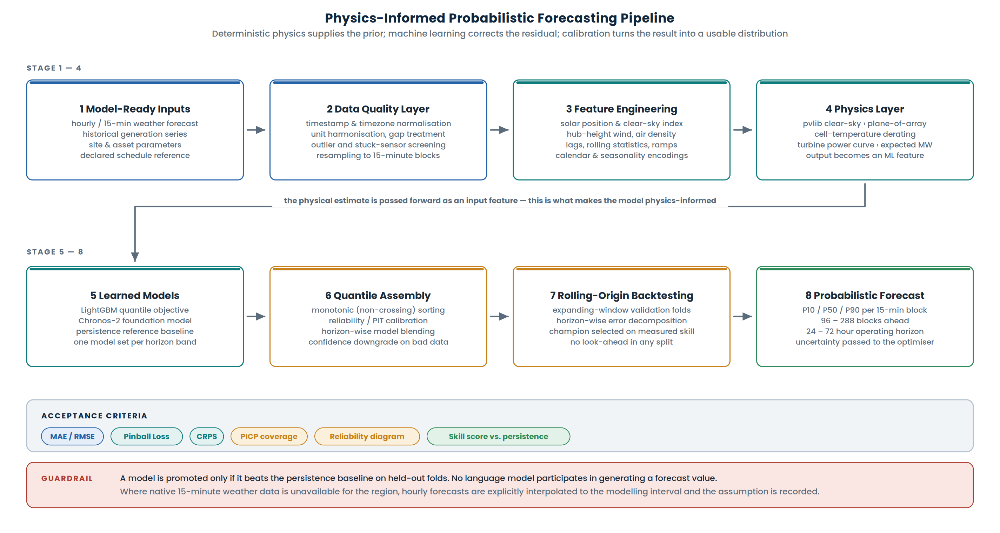 Physics-Informed Probabilistic Forecasting Pipeline
Deterministic physics supplies the prior; machine learning corrects the residual; calibration turns the result into a usable distribution
STAGE 1 — 4
1 Model-Ready Inputs
hourly / 15-min weather forecast
historical generation series
site & asset parameters
declared schedule reference
2 Data Quality Layer
timestamp & timezone normalisation
unit harmonisation, gap treatment
outlier and stuck-sensor screening
resampling to 15-minute blocks
3 Feature Engineering
solar position & clear-sky index
hub-height wind, air density
lags, rolling statistics, ramps
calendar & seasonality encodings
4 Physics Layer
pvlib clear-sky › plane-of-array
cell-temperature derating
turbine power curve › expected MW
output becomes an ML feature
the physical estimate is passed forward as an input feature — this is what makes the model physics-informed
STAGE 5 — 8
5 Learned Models
LightGBM quantile objective
Chronos-2 foundation model
persistence reference baseline
one model set per horizon band
6 Quantile Assembly
monotonic (non-crossing) sorting
reliability / PIT calibration
horizon-wise model blending
confidence downgrade on bad data
7 Rolling-Origin Backtesting
expanding-window validation folds
horizon-wise error decomposition
champion selected on measured skill
no look-ahead in any split
8 Probabilistic Forecast
P10 / P50 / P90 per 15-min block
96 – 288 blocks ahead
24 – 72 hour operating horizon
uncertainty passed to the optimiser
ACCEPTANCE CRITERIA
MAE / RMSE
Pinball Loss
CRPS
PICP coverage
Reliability diagram
Skill score vs. persistence
GUARDRAIL
A model is promoted only if it beats the persistence baseline on held-out folds. No language model participates in generating a forecast value.
Where native 15-minute weather data is unavailable for the region, hourly forecasts are explicitly interpolated to the modelling interval and the assumption is recorded.